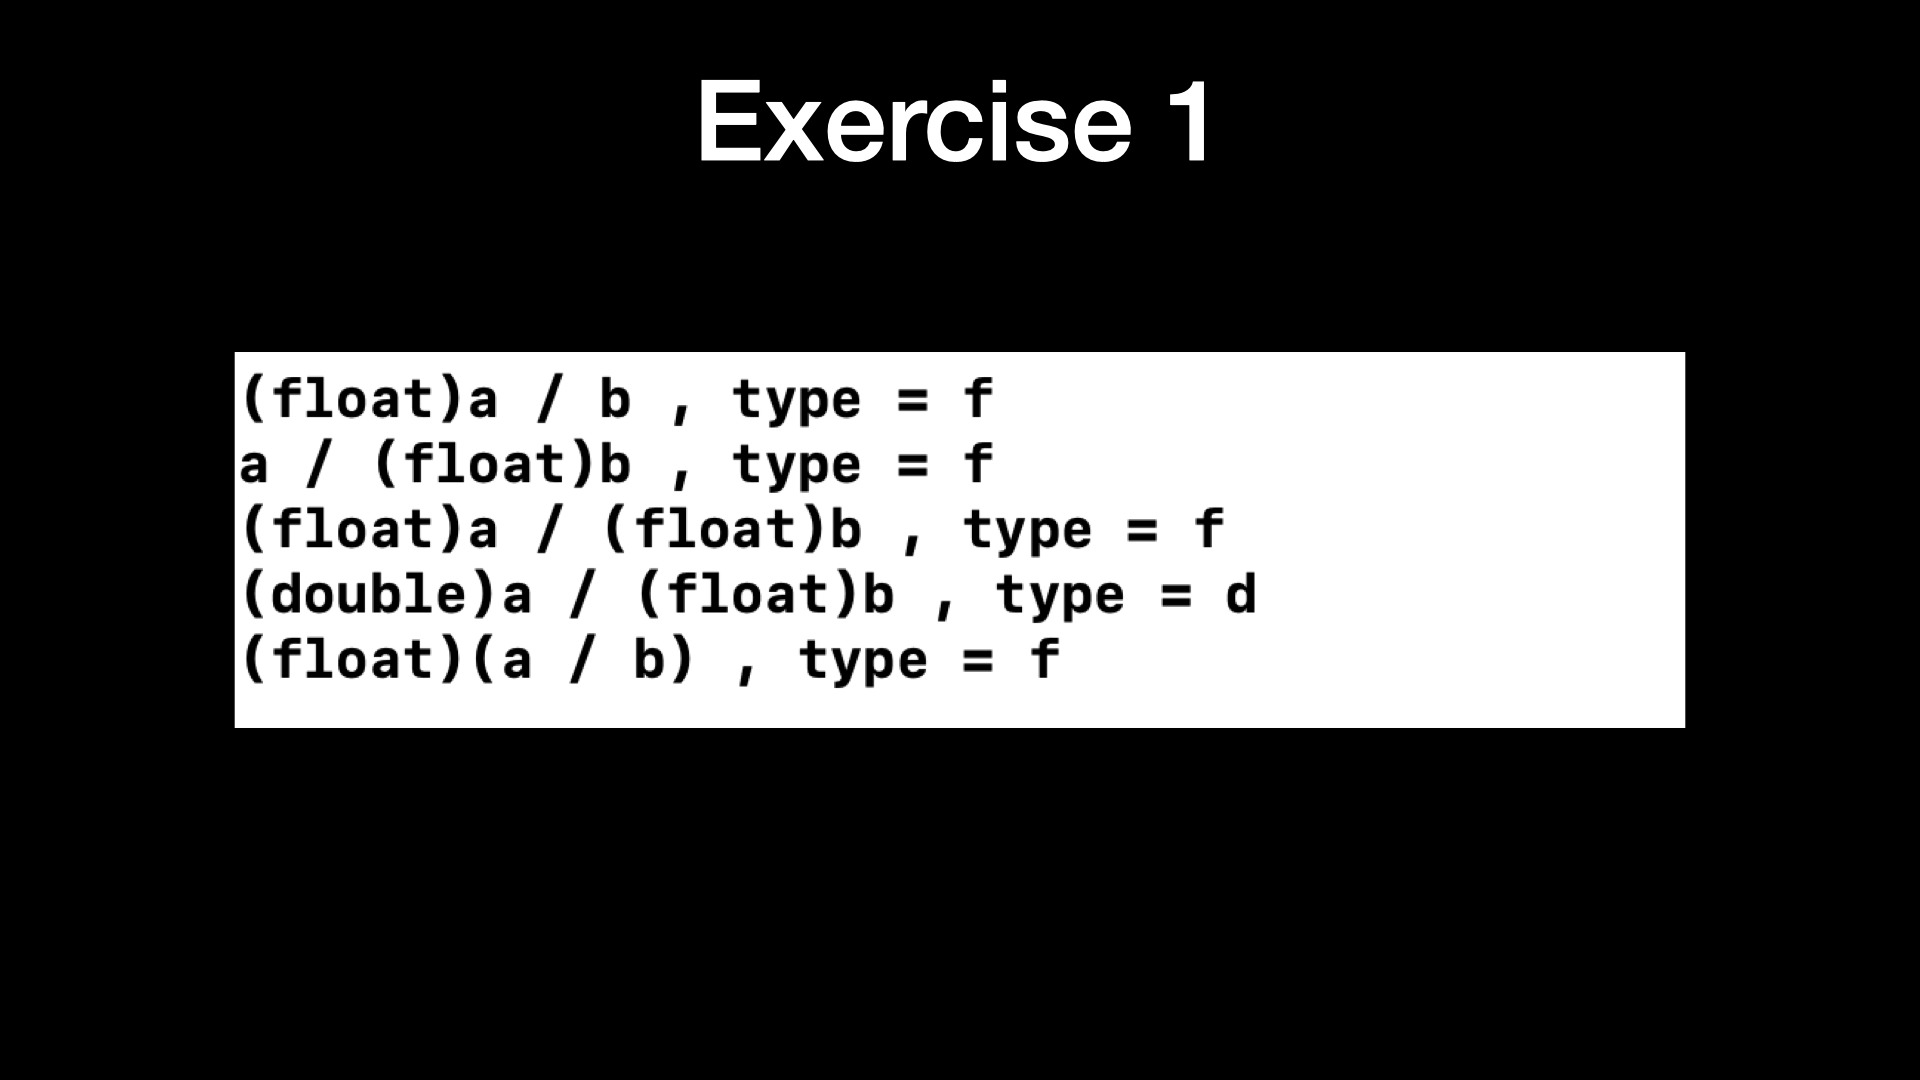 Exercise 1
(float)a / b , type = f
a / (float)b , type = f
(float)a / (float)b , type = f
(double)a / (float)b , type = d
(float)(a / b) , type = f